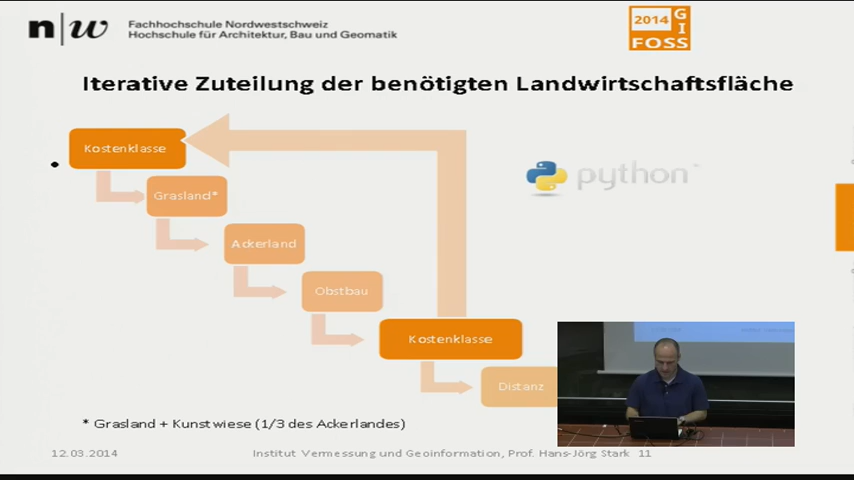 n|w Fachhochschule Nordwestschweiz
Hochschule für Architektur, Bau und Geomatik
2014 GIS
FOSS
Iterative Zuteilung der benötigten Landwirtschaftsfläche
Kostenklasse
Grasland*
Ackerland
Obstbau
Kostenklasse
Distanz
python
* Grasland + Kunstwiese (1/3 des Ackerlandes)
12.03.2014 Institut Vermessung und Geoinformation, Prof. Hans-Jörg Stark 11